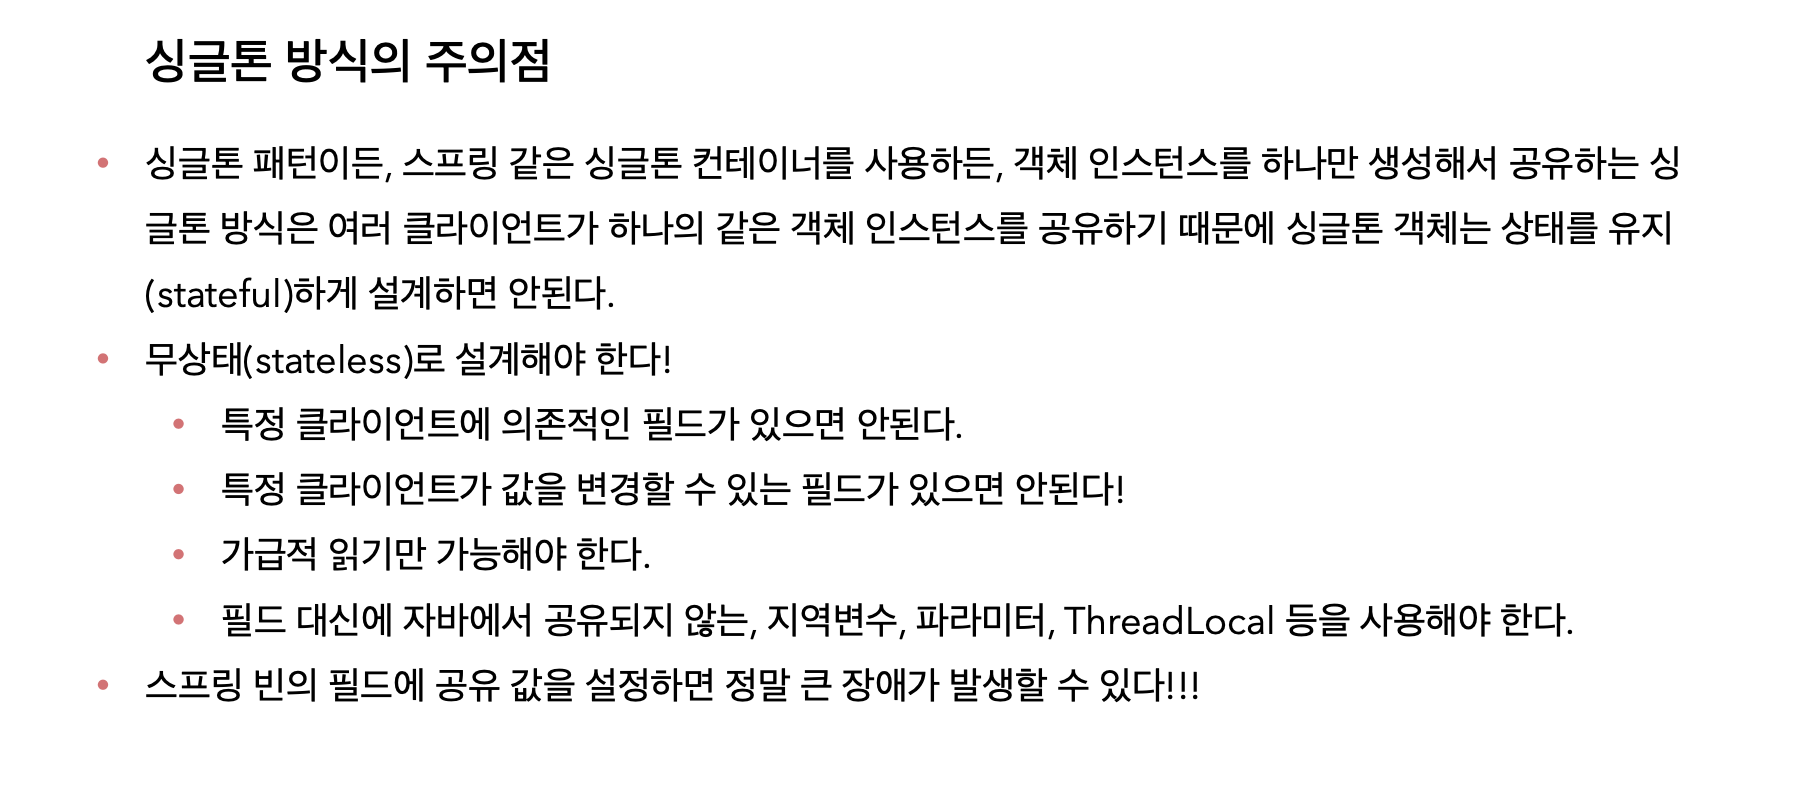 싱글톤 방식의 주의점
• 싱글톤 패턴이든, 스프링 같은 싱글톤 컨테이너를 사용하든, 객체 인스턴스를 하나만 생성해서 공유하는 싱
글톤 방식은 여러 클라이언트가 하나의 같은 객체 인스턴스를 공유하기 때문에 싱글톤 객체는 상태를 유지
(stateful)하게 설계하면 안된다.
• 무상태(stateless)로 설계해야 한다!
• 특정 클라이언트에 의존적인 필드가 있으면 안된다.
• 특정 클라이언트가 값을 변경할 수 있는 필드가 있으면 안된다!
• 가급적 읽기만 가능해야 한다.
• 필드 대신에 자바에서 공유되지 않는, 지역변수, 파라미터, ThreadLocal 등을 사용해야 한다.
• 스프링 빈의 필드에 공유 값을 설정하면 정말 큰 장애가 발생할 수 있다!!!